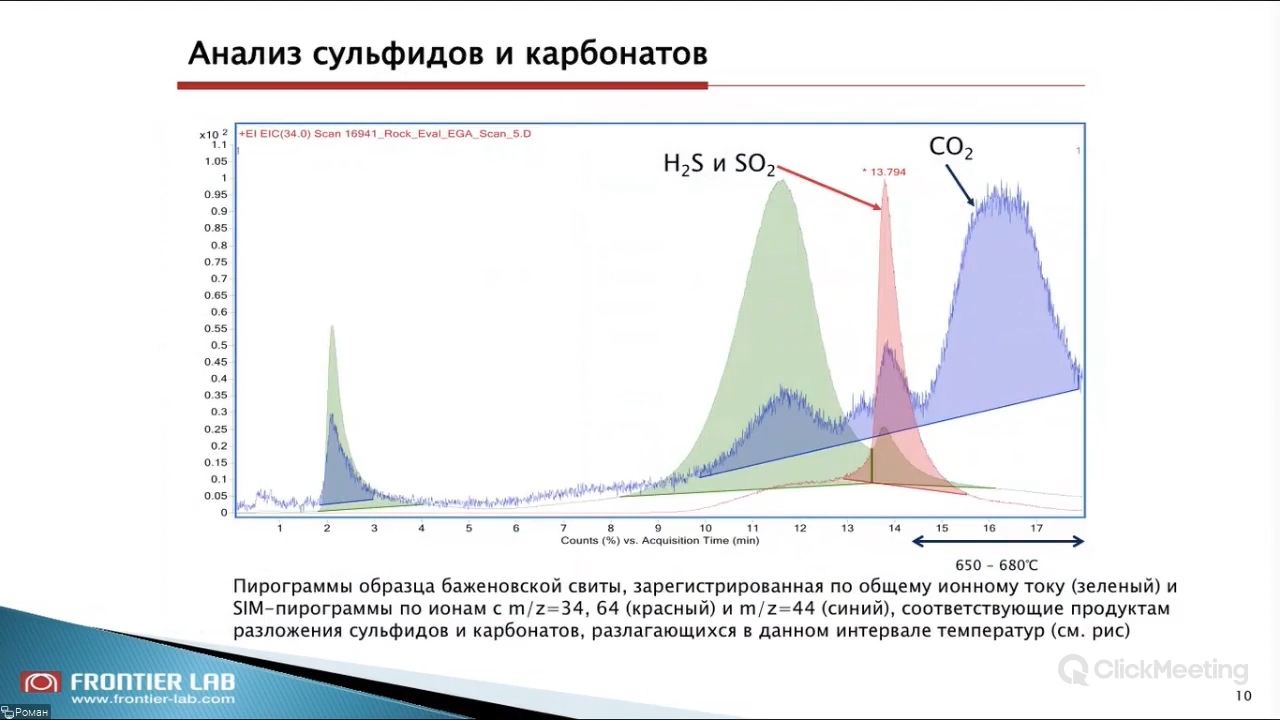 Анализ сульфидов и карбонатов
x10 2
+EI EIC(34.0) Scan 16941_Rock_Eval_EGA_Scan_5.D
1.1
1
1
1.05
1
0.95
0.9
0.85
0.8
0.75
0.7
0.65
0.6
0.55
0.5
0.45
0.4
0.35
0.3
0.25
0.2
0.15
0.1
0.05
0
H₂S и SO₂
* 13.794
CO₂
1 2 3 4 5 6 7 8 9 10 11 12 13 14 15 16 17
Counts (%) vs. Acquisition Time (min)
650 – 680℃
Пирограммы образца баженовской свиты, зарегистрированная по общему ионному току (зеленый) и
SIM-пирограммы по ионам с m/z=34, 64 (красный) и m/z=44 (синий), соответствующие продуктам
разложения сульфидов и карбонатов, разлагающихся в данном интервале температур (см. рис)
FRONTIER LAB
www.frontier-lab.com
ClickMeeting
10
Роман